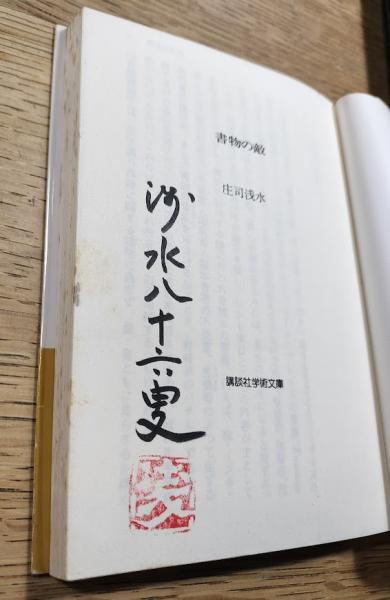 書物の敵
庄司浅水
浅水八十六叟
講談社学術文庫